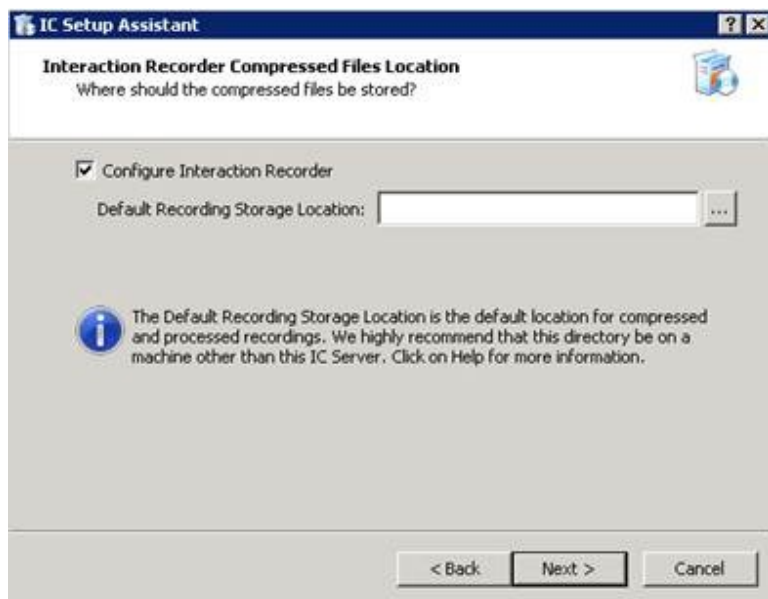 IC Setup Assistant
Interaction Recorder Compressed Files Location
Where should the compressed files be stored?
Configure Interaction Recorder
Default Recording Storage Location:
...
The Default Recording Storage Location is the default location for compressed
and processed recordings. We highly recommend that this directory be on a
machine other than this IC Server. Click on Help for more information.
< Back Next > Cancel